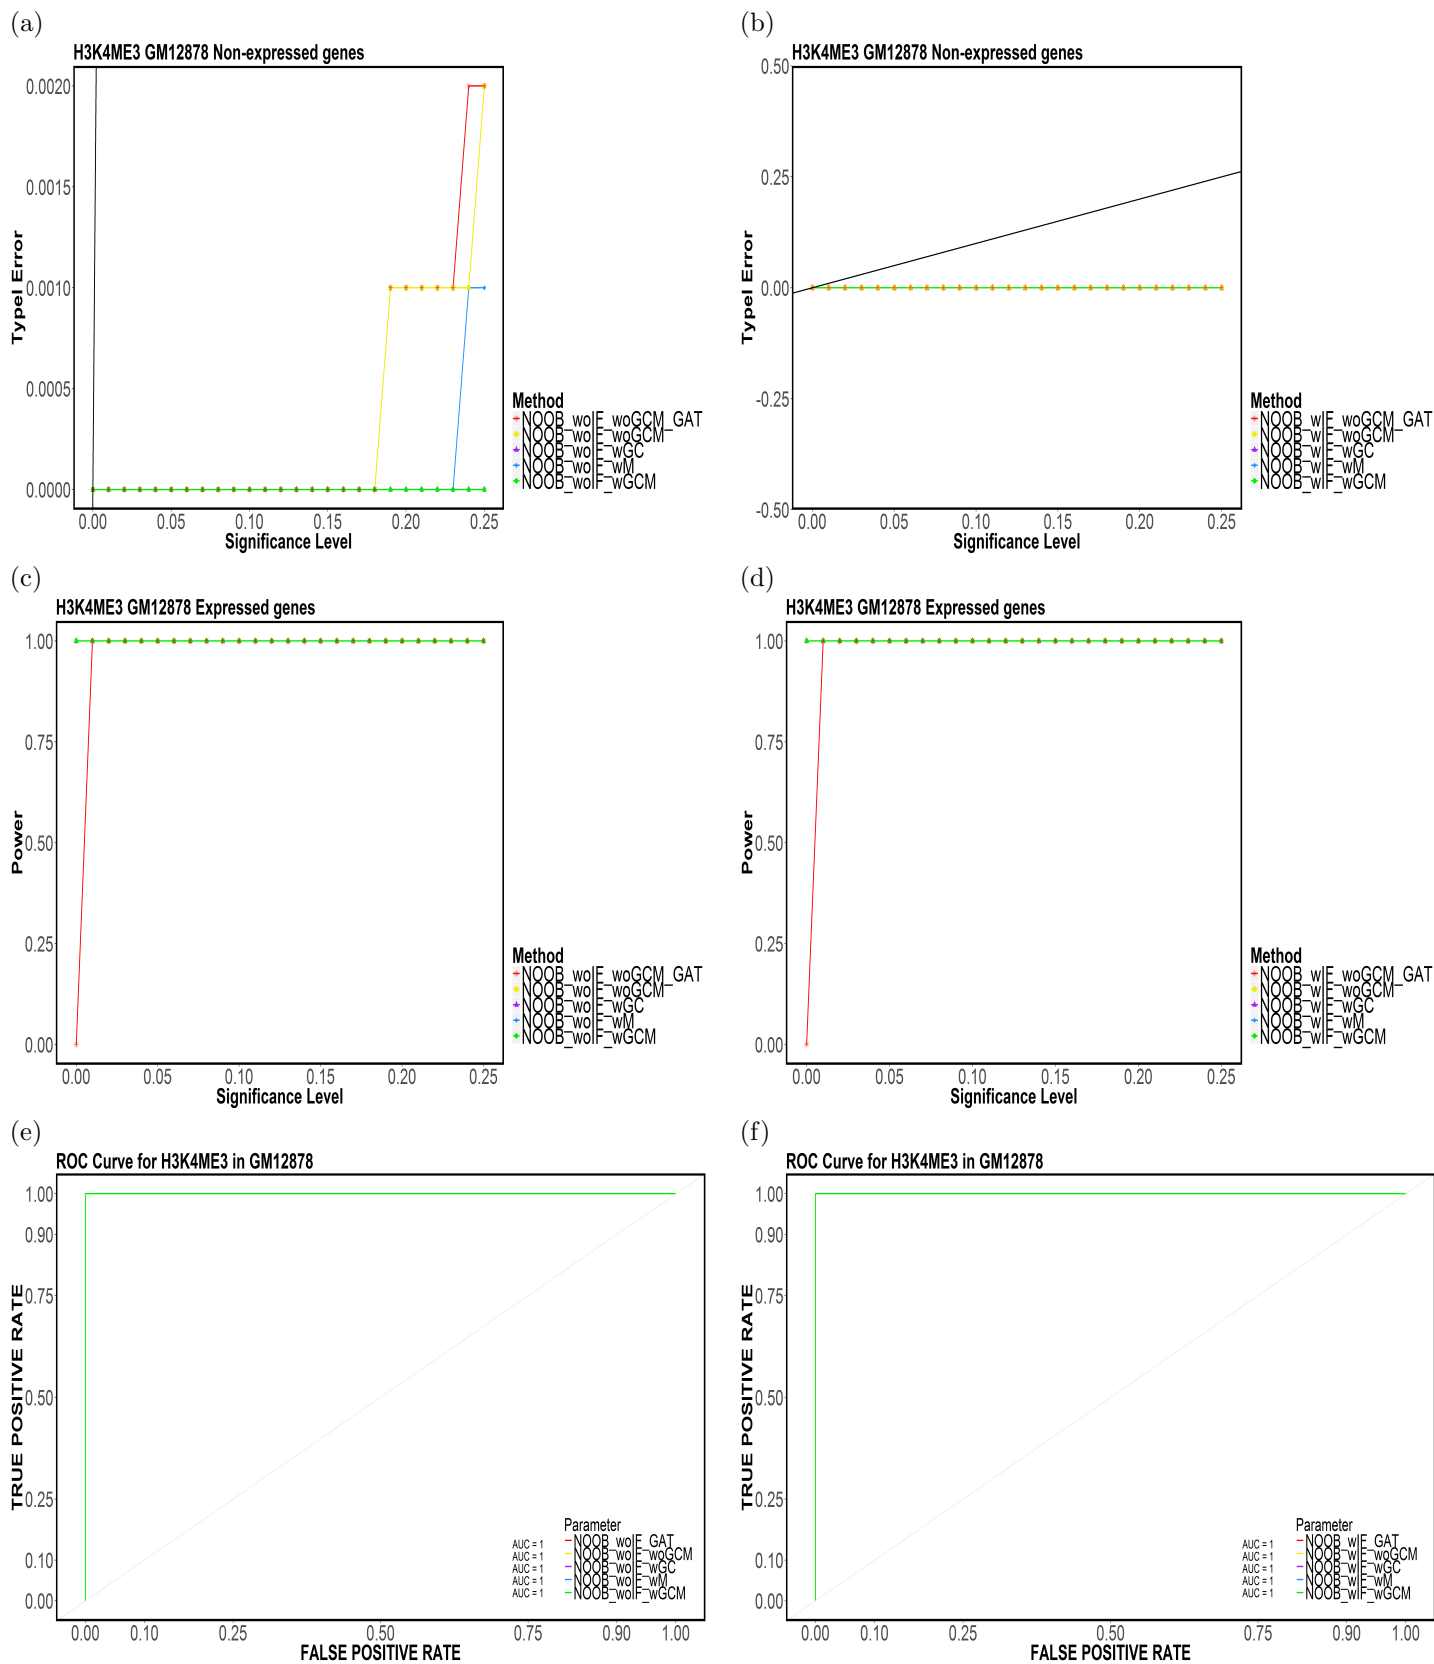 (a)
H3K4ME3 GM12878 Non-expressed genes
0.0020
0.0015
0.0010
0.0005
0.0000
TypeI Error
0.00 0.05 0.10 0.15 0.20 0.25
Significance Level
Method
NOOB_woIF_woGCM_GAT
NOOB_woIF_woGCM
NOOB_woIF_wGC
NOOB_woIF_wM
NOOB_woIF_wGCM
(b)
H3K4ME3 GM12878 Non-expressed genes
0.50
0.25
0.00
-0.25
-0.50
TypeI Error
0.00 0.05 0.10 0.15 0.20 0.25
Significance Level
Method
NOOB_wIF_woGCM_GAT
NOOB_wIF_woGCM
NOOB_wIF_wGC
NOOB_wIF_wM
NOOB_wIF_wGCM
(c)
H3K4ME3 GM12878 Expressed genes
1.00
0.75
0.50
0.25
0.00
Power
0.00 0.05 0.10 0.15 0.20 0.25
Significance Level
Method
NOOB_woIF_woGCM_GAT
NOOB_woIF_woGCM
NOOB_woIF_wGC
NOOB_woIF_wM
NOOB_woIF_wGCM
(d)
H3K4ME3 GM12878 Expressed genes
1.00
0.75
0.50
0.25
0.00
Power
0.00 0.05 0.10 0.15 0.20 0.25
Significance Level
Method
NOOB_wIF_woGCM_GAT
NOOB_wIF_woGCM
NOOB_wIF_wGC
NOOB_wIF_wM
NOOB_wIF_wGCM
(e)
ROC Curve for H3K4ME3 in GM12878
1.00
0.90
0.75
0.50
0.25
0.10
0.00
TRUE POSITIVE RATE
Parameter
AUC = 1 NOOB_woIF_GAT
AUC = 1 NOOB_woIF_woGCM
AUC = 1 NOOB_woIF_wGC
AUC = 1 NOOB_woIF_wM
AUC = 1 NOOB_woIF_wGCM
0.00 0.10 0.25 0.50 0.75 0.90 1.00
FALSE POSITIVE RATE
(f)
ROC Curve for H3K4ME3 in GM12878
1.00
0.90
0.75
0.50
0.25
0.10
0.00
TRUE POSITIVE RATE
Parameter
AUC = 1 NOOB_wIF_GAT
AUC = 1 NOOB_wIF_woGCM
AUC = 1 NOOB_wIF_wGC
AUC = 1 NOOB_wIF_wM
AUC = 1 NOOB_wIF_wGCM
0.00 0.10 0.25 0.50 0.75 0.90 1.00
FALSE POSITIVE RATE